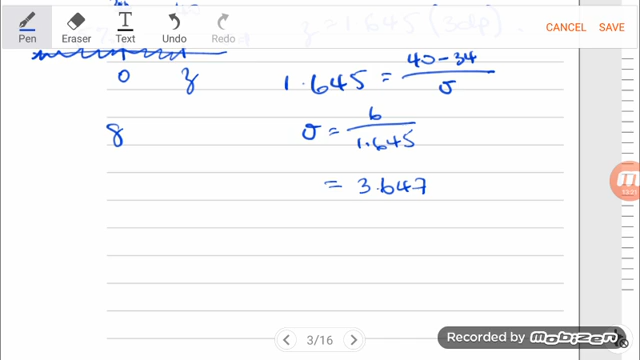 CANCEL SAVE
Pen Eraser Text Undo Redo
z = 1.645 (3dp).
0 z
1.645 = 40 - 34 / σ
8
σ = 6 / 1.645
= 3.647
3/16
Recorded by MOBIZEN